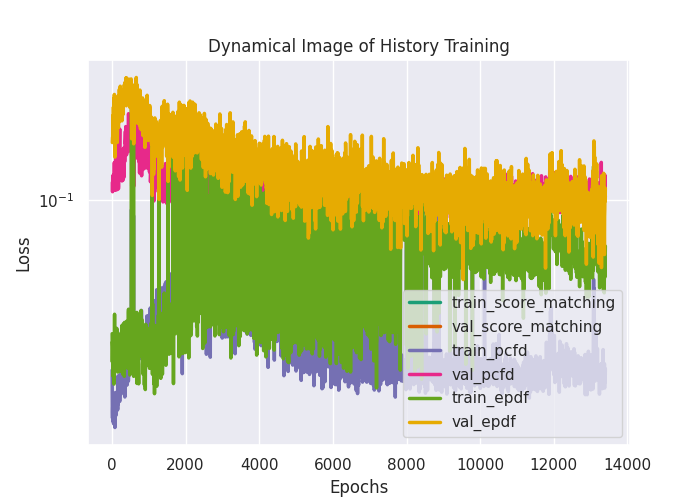 Dynamical Image of History Training
Loss
10⁻¹
train_score_matching
val_score_matching
train_pcfd
val_pcfd
train_epdf
val_epdf
0 2000 4000 6000 8000 10000 12000 14000
Epochs